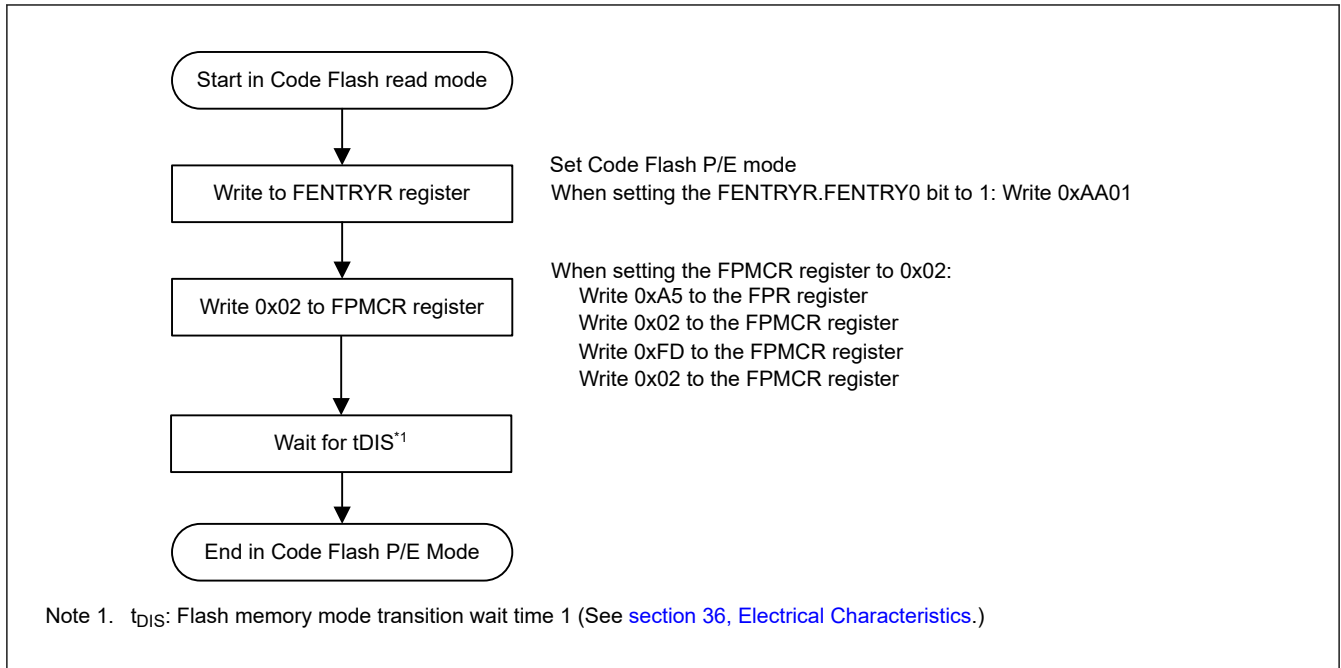 Start in Code Flash read mode
Write to FENTRYR register
Set Code Flash P/E mode
When setting the FENTRYR.FENTRY0 bit to 1: Write 0xAA01
Write 0x02 to FPMCR register
When setting the FPMCR register to 0x02:
Write 0xA5 to the FPR register
Write 0x02 to the FPMCR register
Write 0xFD to the FPMCR register
Write 0x02 to the FPMCR register
Wait for tDIS*1
End in Code Flash P/E Mode
Note 1. tDIS: Flash memory mode transition wait time 1 (See section 36, Electrical Characteristics.)